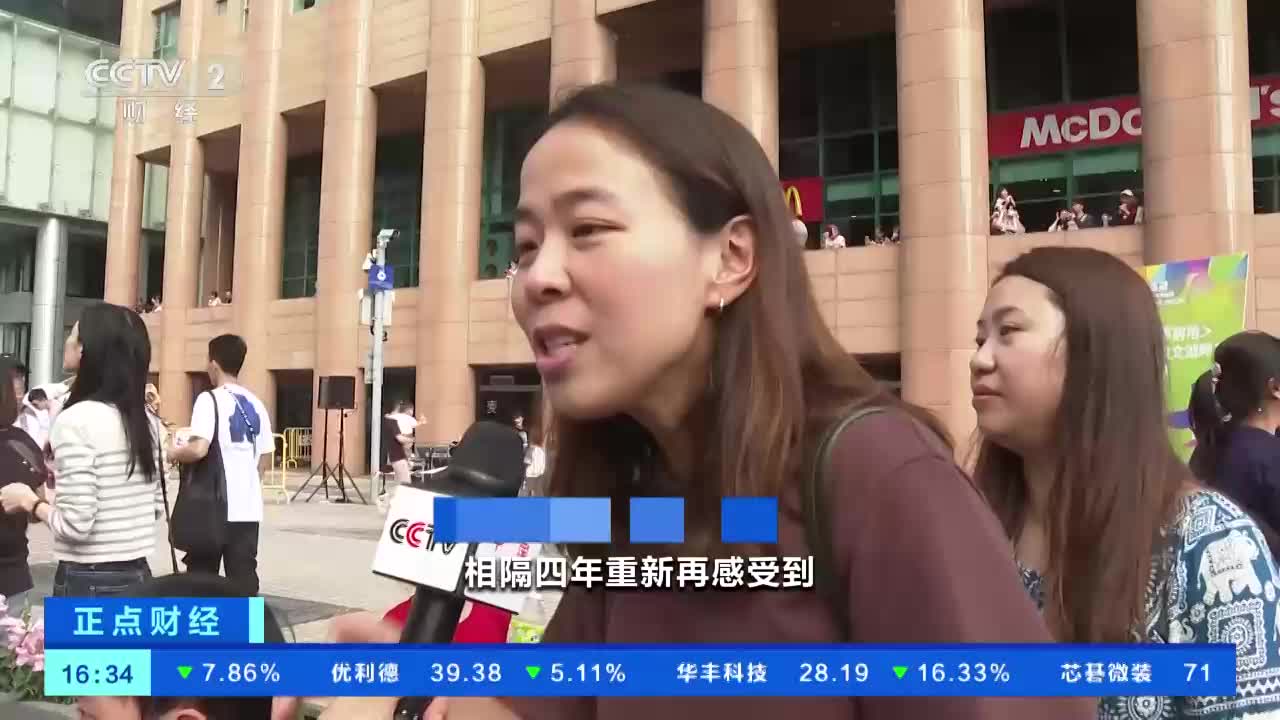 CCTV 2
财经
McDo
's
CCTV
相隔四年重新再感受到
正点财经
16:34 ▼7.86% 优利德 39.38 ▼5.11% 华丰科技 28.19 ▼16.33% 芯碁微装 71